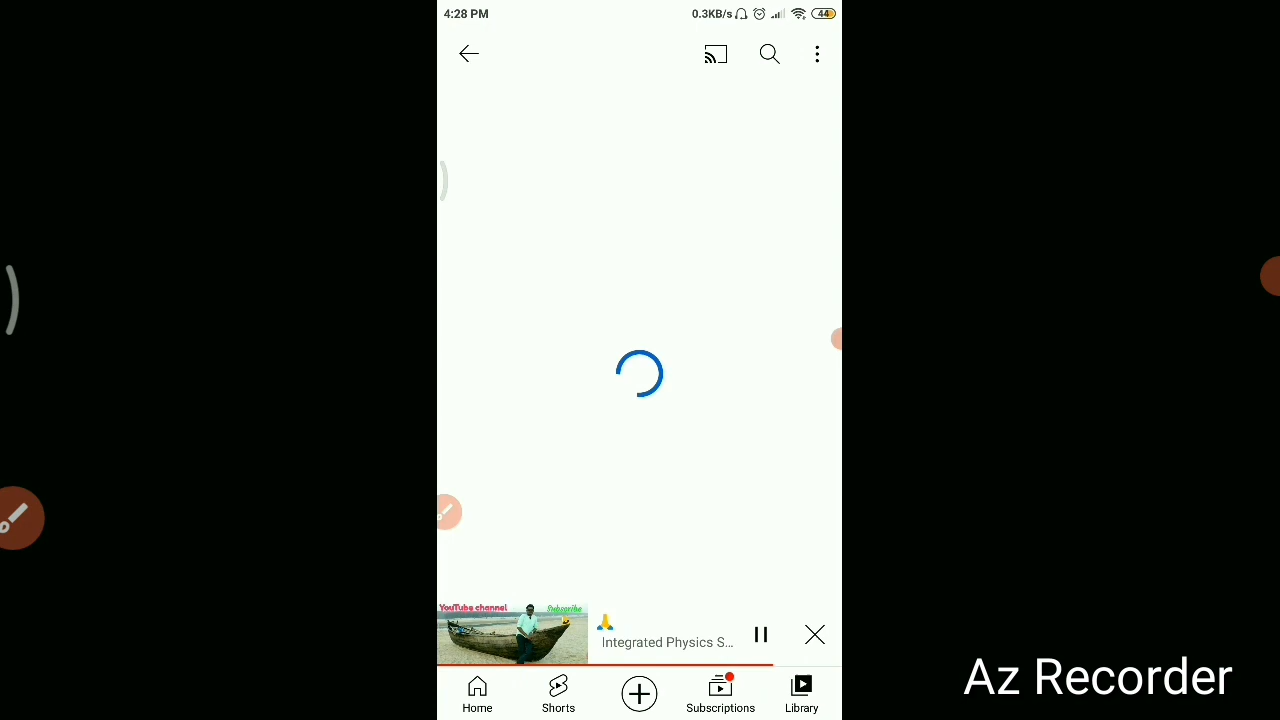 4:28 PM
0.3KB/s
44
YouTube channel
Subscribe
Integrated Physics S...
Home
Shorts
Subscriptions
Library
Az Recorder